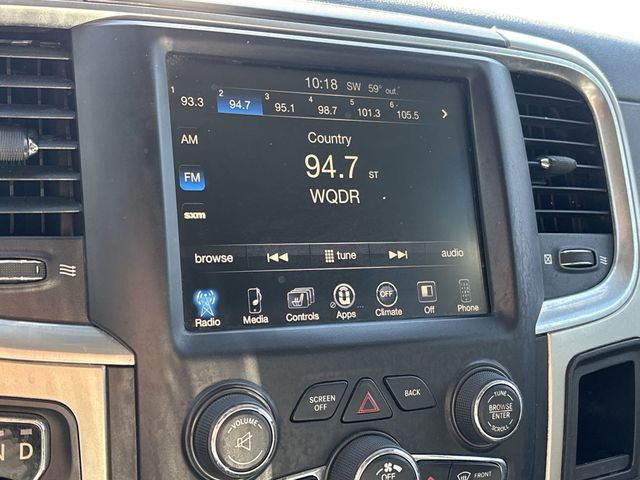 10:18 SW 59° out.
1 93.3 2 94.7 3 95.1 4 98.7 5 101.3 6 105.5
AM
FM
sxm
Country
94.7 ST
WQDR
browse tune audio
Radio Media Controls Apps Climate Off Phone
OFF
SCREEN OFF
BACK
VOLUME
TUNE
BROWSE
ENTER
SCROLL
OFF
FRONT
D